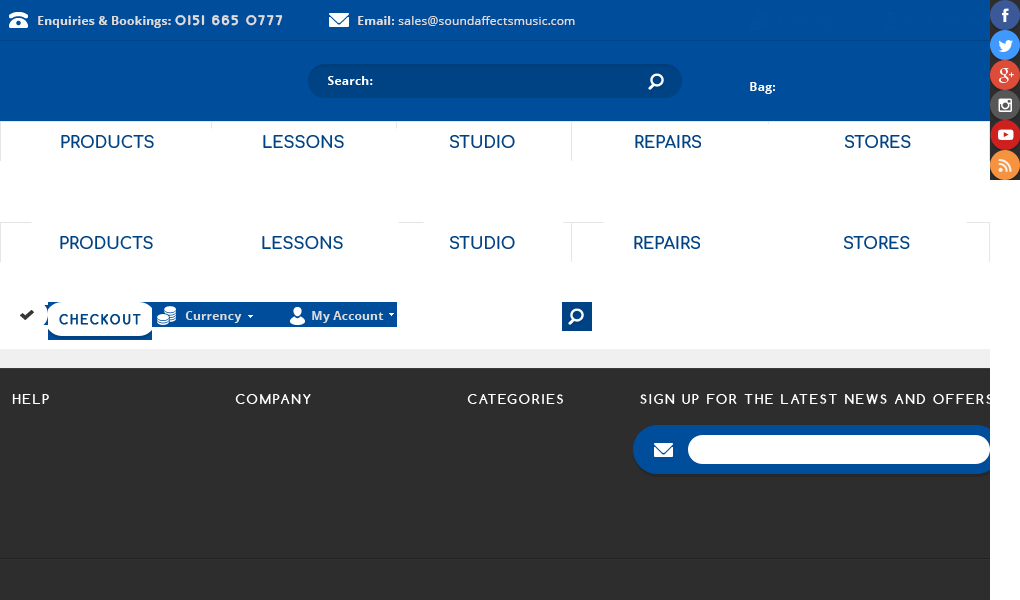 Enquiries & Bookings: 0151 665 0777 Email: sales@soundaffectsmusic.com
Search:
Bag:
PRODUCTS LESSONS STUDIO REPAIRS STORES
PRODUCTS LESSONS STUDIO REPAIRS STORES
CHECKOUT Currency My Account
HELP COMPANY CATEGORIES SIGN UP FOR THE LATEST NEWS AND OFFERS